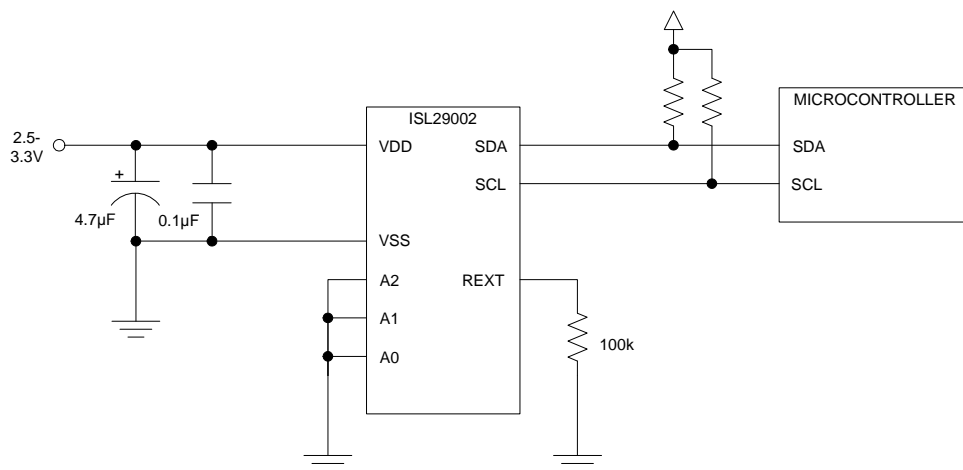 MICROCONTROLLER
ISL29002
2.5-
3.3V
VDD
SDA
SDA
SCL
SCL
+
4.7µF
0.1µF
VSS
A2
REXT
A1
100k
A0